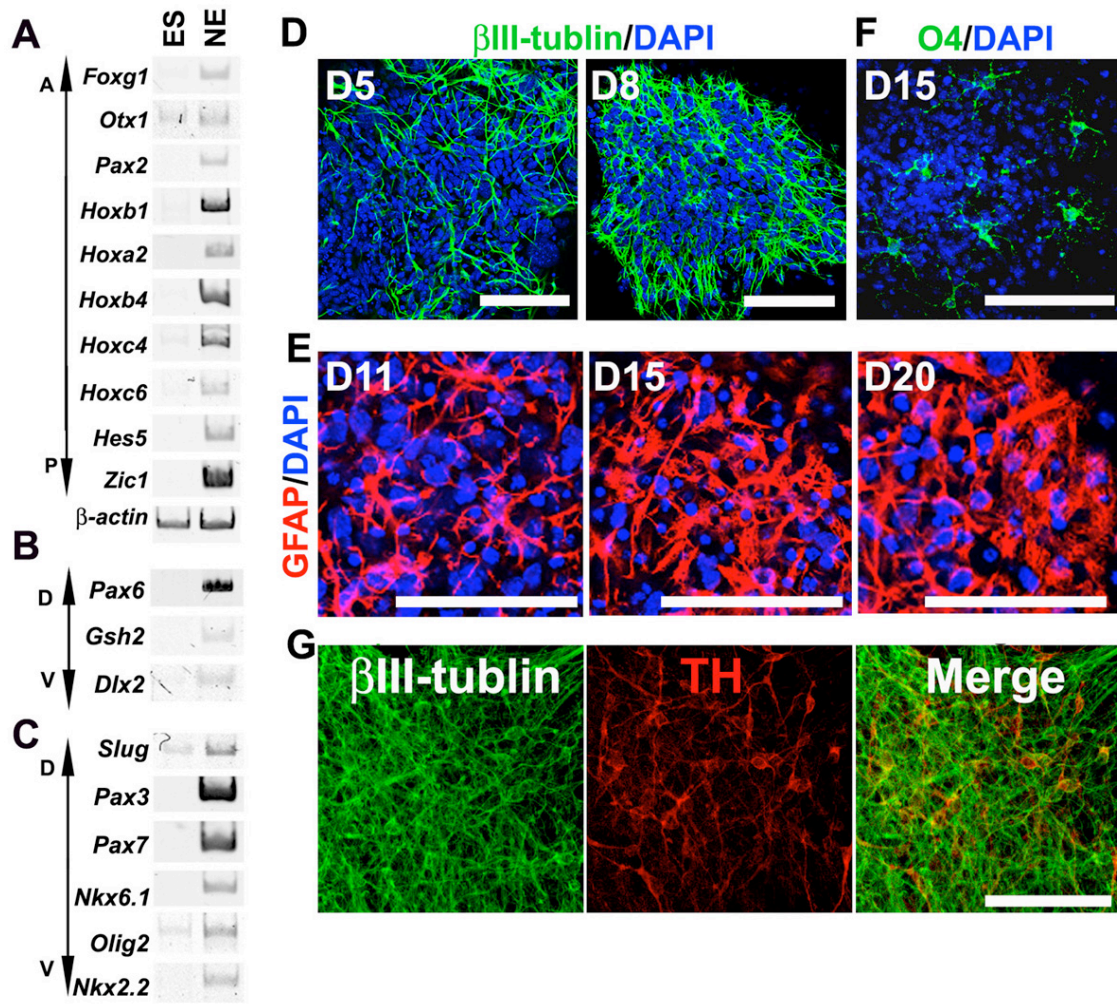 A
ES NE
A
Foxg1
Otx1
Pax2
Hoxb1
Hoxa2
Hoxb4
Hoxc4
Hoxc6
Hes5
P
Zic1
β-actin
B
D
Pax6
Gsh2
V
Dlx2
C
D
Slug
Pax3
Pax7
Nkx6.1
Olig2
V
Nkx2.2
D
βIII-tublin/DAPI
D5
D8
F
O4/DAPI
D15
E
GFAP/DAPI
D11
D15
D20
G
βIII-tublin
TH
Merge